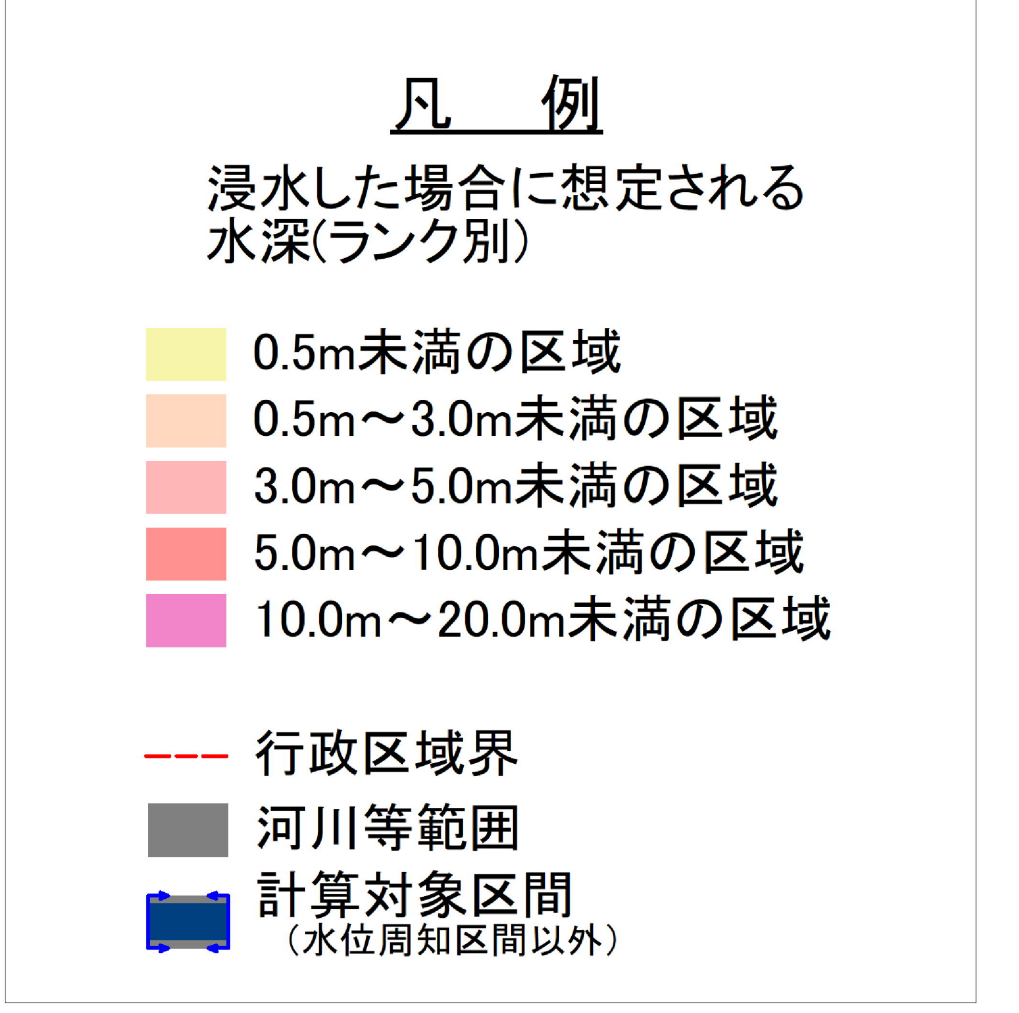 凡　例
浸水した場合に想定される
水深(ランク別)
0.5m未満の区域
0.5m～3.0m未満の区域
3.0m～5.0m未満の区域
5.0m～10.0m未満の区域
10.0m～20.0m未満の区域
行政区域界
河川等範囲
計算対象区間
（水位周知区間以外）